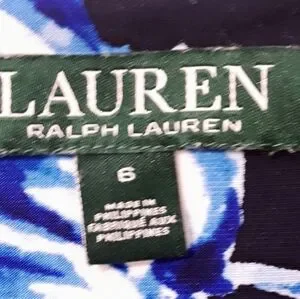 LAUREN
RALPH LAUREN
6
MADE IN
PHILIPPINES
FABRIQUÉ AUX
PHILIPPINES